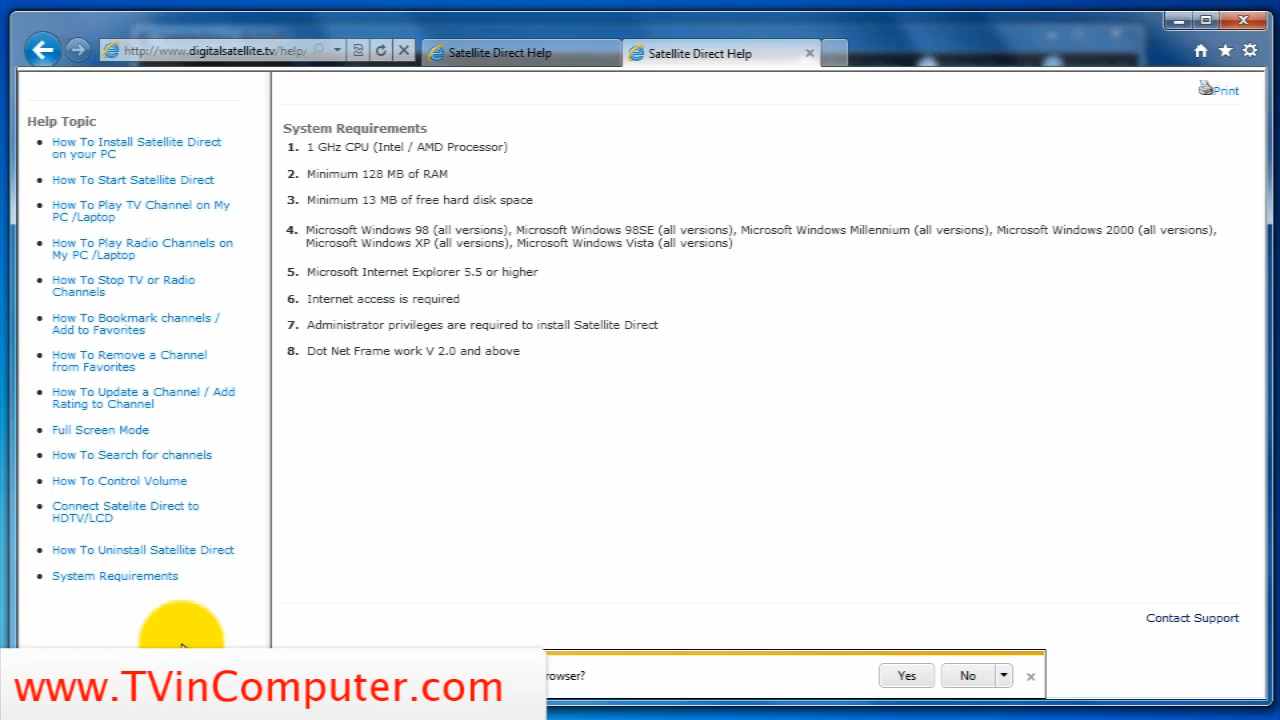 http://www.digitalsatellite.tv/help/
Satellite Direct Help
Satellite Direct Help
Print
Help Topic
How To Install Satellite Direct
on your PC
How To Start Satellite Direct
How To Play TV Channel on My
PC /Laptop
How To Play Radio Channels on
My PC /Laptop
How To Stop TV or Radio
Channels
How To Bookmark channels /
Add to Favorites
How To Remove a Channel
from Favorites
How To Update a Channel / Add
Rating to Channel
Full Screen Mode
How To Search for channels
How To Control Volume
Connect Satelite Direct to
HDTV/LCD
How To Uninstall Satellite Direct
System Requirements
System Requirements
1. 1 GHz CPU (Intel / AMD Processor)
2. Minimum 128 MB of RAM
3. Minimum 13 MB of free hard disk space
4. Microsoft Windows 98 (all versions), Microsoft Windows 98SE (all versions), Microsoft Windows Millennium (all versions), Microsoft Windows 2000 (all versions),
Microsoft Windows XP (all versions), Microsoft Windows Vista (all versions)
5. Microsoft Internet Explorer 5.5 or higher
6. Internet access is required
7. Administrator privileges are required to install Satellite Direct
8. Dot Net Frame work V 2.0 and above
Contact Support
rowser?
Yes
No
www.TVinComputer.com